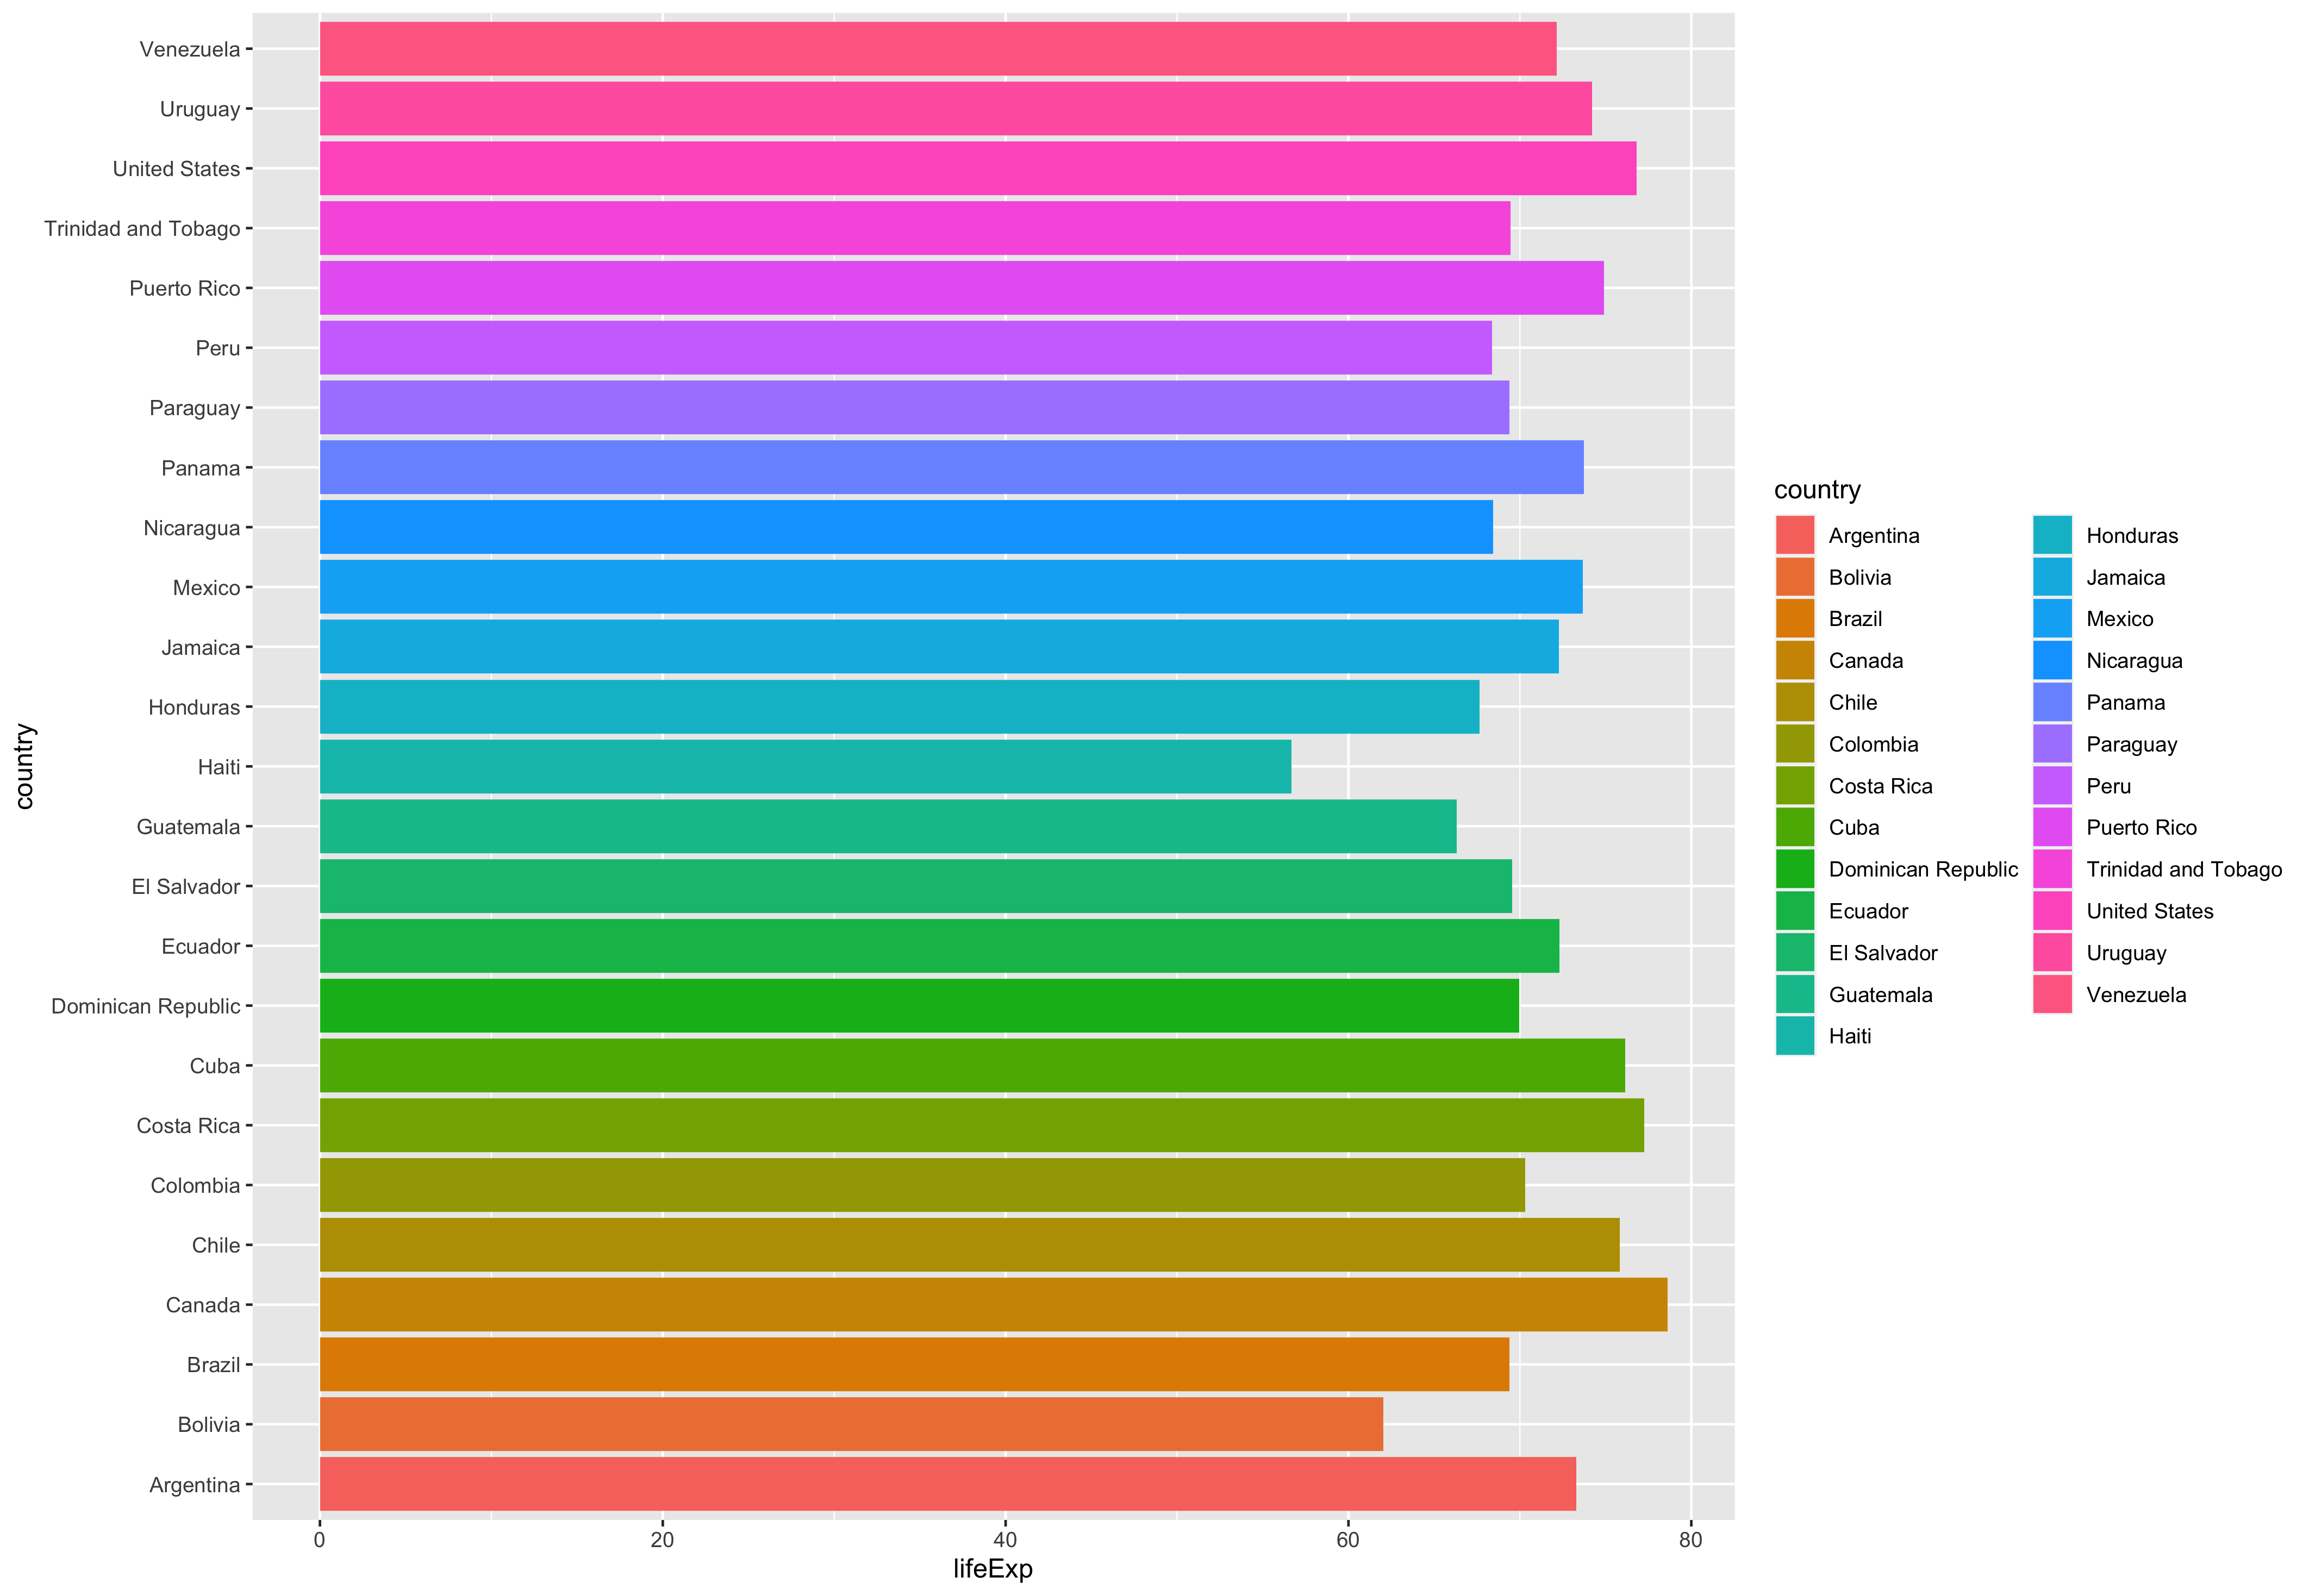 Venezuela
Uruguay
United States
Trinidad and Tobago
Puerto Rico
Peru
Paraguay
Panama
Nicaragua
Mexico
Jamaica
Honduras
Haiti
Guatemala
El Salvador
Ecuador
Dominican Republic
Cuba
Costa Rica
Colombia
Chile
Canada
Brazil
Bolivia
Argentina
country
0 20 40 60 80
lifeExp
country
Argentina
Bolivia
Brazil
Canada
Chile
Colombia
Costa Rica
Cuba
Dominican Republic
Ecuador
El Salvador
Guatemala
Haiti
Honduras
Jamaica
Mexico
Nicaragua
Panama
Paraguay
Peru
Puerto Rico
Trinidad and Tobago
United States
Uruguay
Venezuela